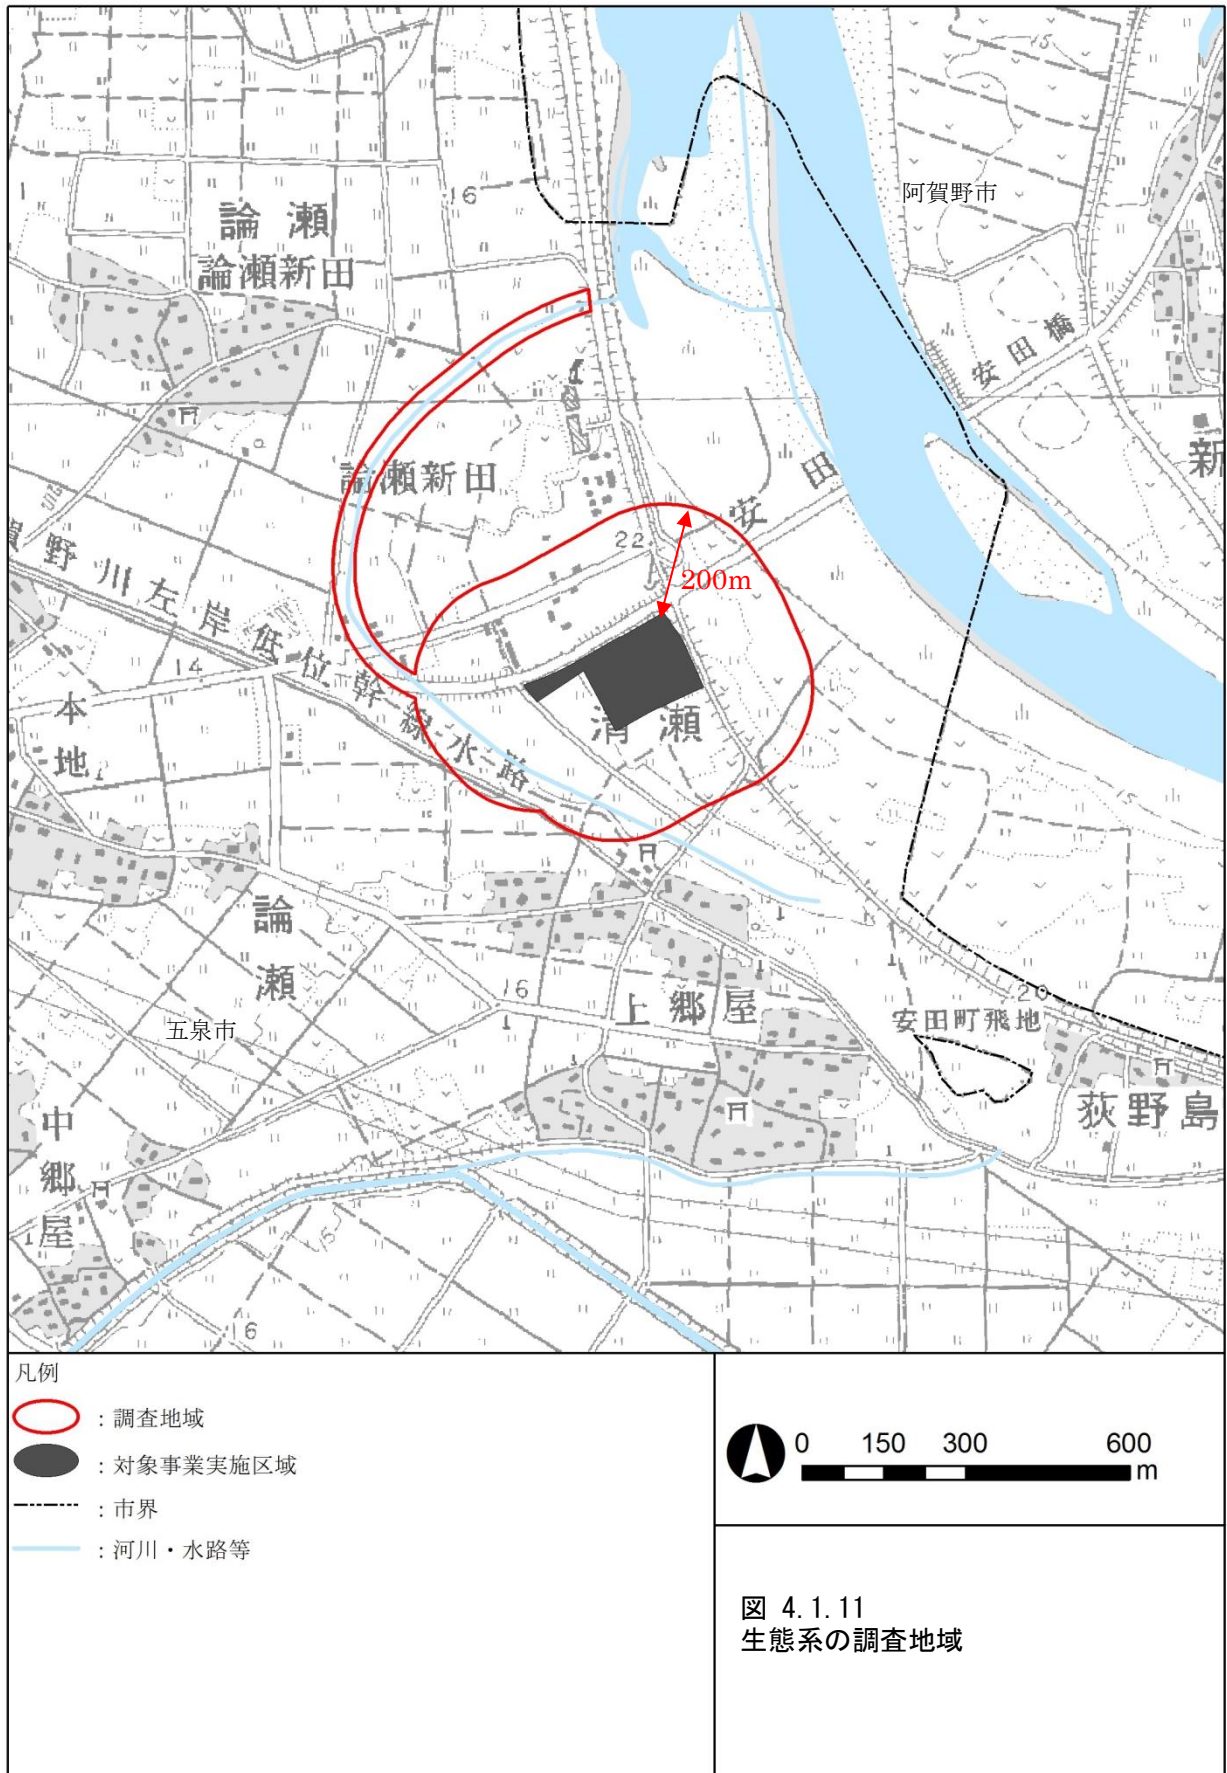 16
論瀬
論瀬新田
阿賀野市
安田橋
論瀬新田
新
安田
22
200m
賀野川左岸低位幹線水路
14
本地
清瀬
15
論瀬
五泉市
16
上郷屋
20
安田町飛地
荻野島
中郷屋
15
16
凡例
：調査地域
：対象事業実施区域
：市界
：河川・水路等
0 150 300 600
m
図 4.1.11
生態系の調査地域